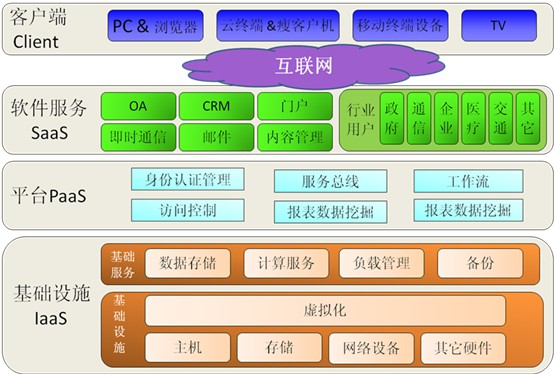 客户端
Client
PC & 浏览器
云终端 &瘦客户机
移动终端设备
TV
互联网
软件服务
SaaS
OA
CRM
门户
即时通信
邮件
内容管理
行业用户
政府
通信
企业
医疗
交通
其它
平台PaaS
身份认证管理
服务总线
工作流
访问控制
报表数据挖掘
报表数据挖掘
基础设施
IaaS
基础服务
数据存储
计算服务
负载管理
备份
基础设施
虚拟化
主机
存储
网络设备
其它硬件